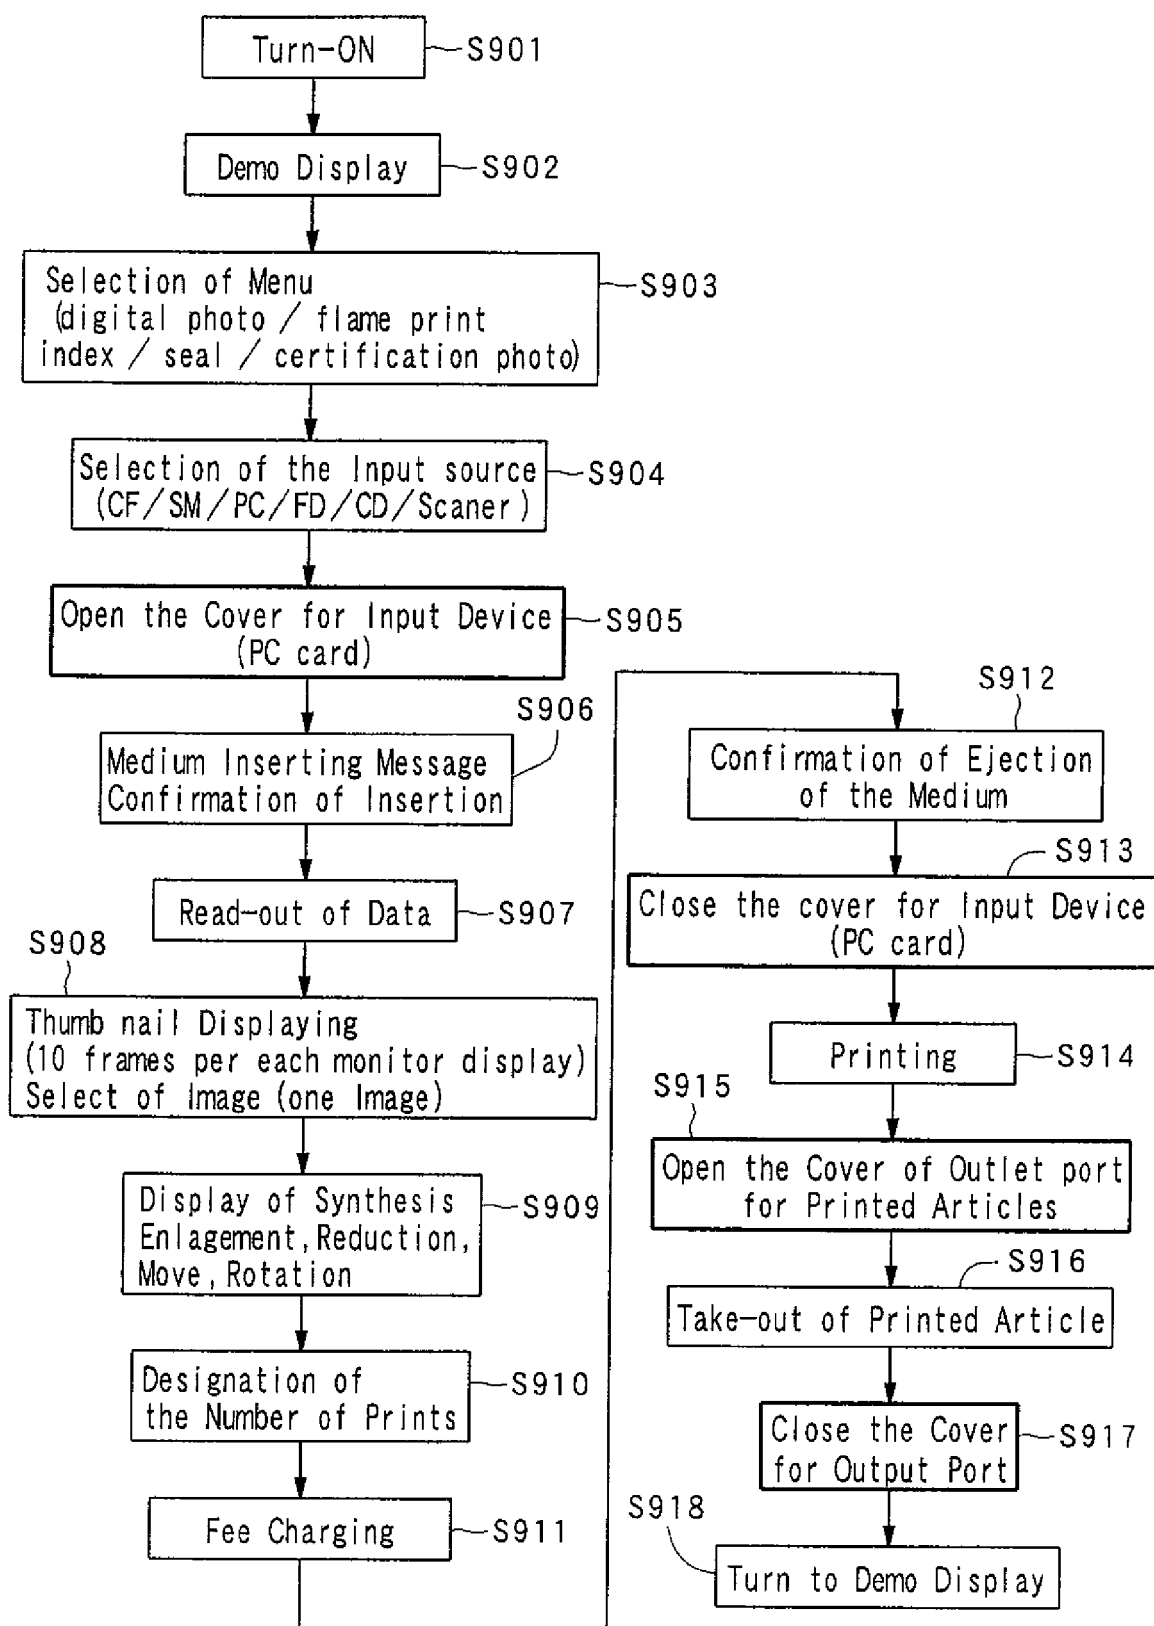 Turn-ON
S901
Demo Display
S902
Selection of Menu
(digital photo / flame print
index / seal / certification photo)
S903
Selection of the Input source
(CF/SM/PC/FD/CD/Scaner)
S904
Open the Cover for Input Device
(PC card)
S905
S906
Medium Inserting Message
Confirmation of Insertion
Read-out of Data
S907
S908
Thumb nail Displaying
(10 frames per each monitor display)
Select of Image (one Image)
Display of Synthesis
Enlagement, Reduction,
Move, Rotation
S909
Designation of
the Number of Prints
S910
Fee Charging
S911
S912
Confirmation of Ejection
of the Medium
S913
Close the cover for Input Device
(PC card)
Printing
S914
S915
Open the Cover of Outlet port
for Printed Articles
S916
Take-out of Printed Article
Close the Cover
for Output Port
S917
S918
Turn to Demo Display